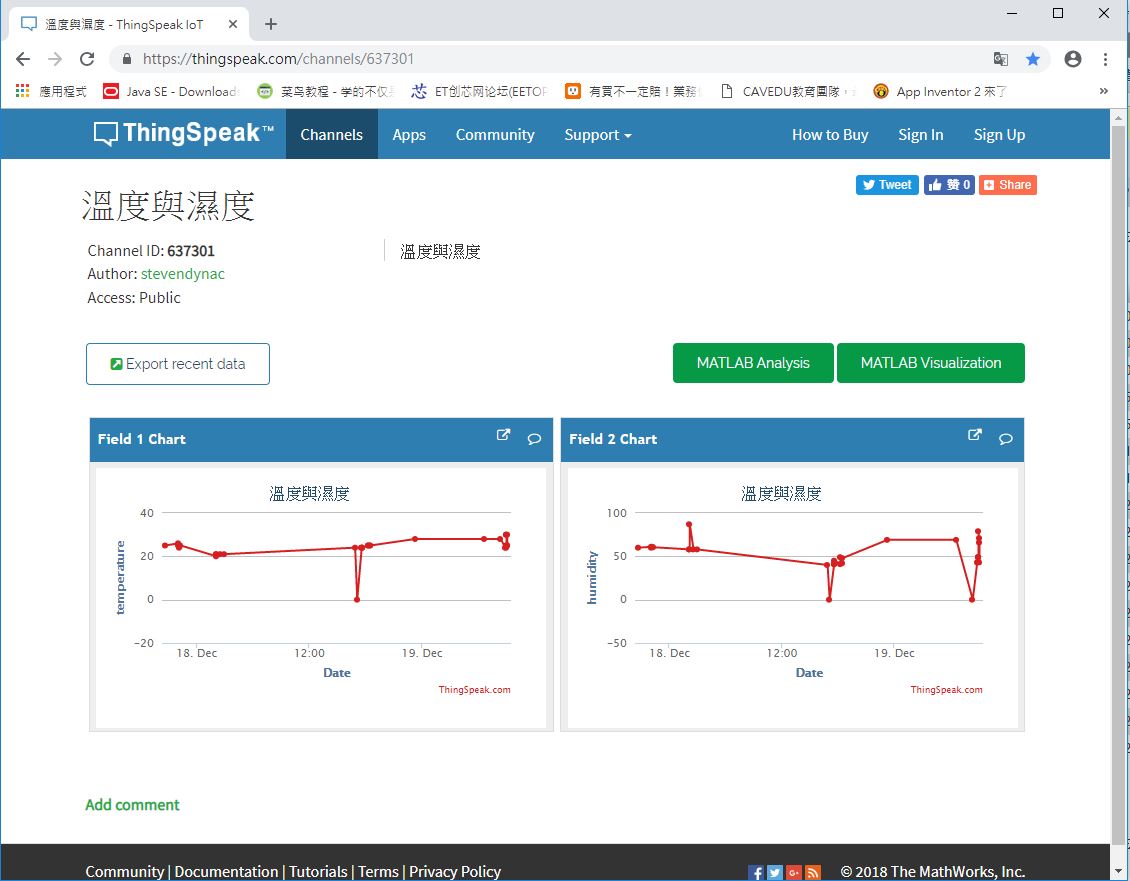 溫度與濕度 - ThingSpeak IoT
https://thingspeak.com/channels/637301
應用程式 Java SE - Download 菜鸟教程 - 学的不仅 ET创芯网论坛(EETOP 有買不一定賠！業務 CAVEDU教育團隊， App Inventor 2 來了 »
ThingSpeak™ Channels Apps Community Support How to Buy Sign In Sign Up
Tweet 赞 0 Share
溫度與濕度
Channel ID: 637301 溫度與濕度
Author: stevendynac
Access: Public
Export recent data MATLAB Analysis MATLAB Visualization
Field 1 Chart
溫度與濕度
temperature
40
20
0
-20
18. Dec 12:00 19. Dec
Date
ThingSpeak.com
Field 2 Chart
溫度與濕度
humidity
100
50
0
-50
18. Dec 12:00 19. Dec
Date
ThingSpeak.com
Add comment
Community | Documentation | Tutorials | Terms | Privacy Policy © 2018 The MathWorks, Inc.